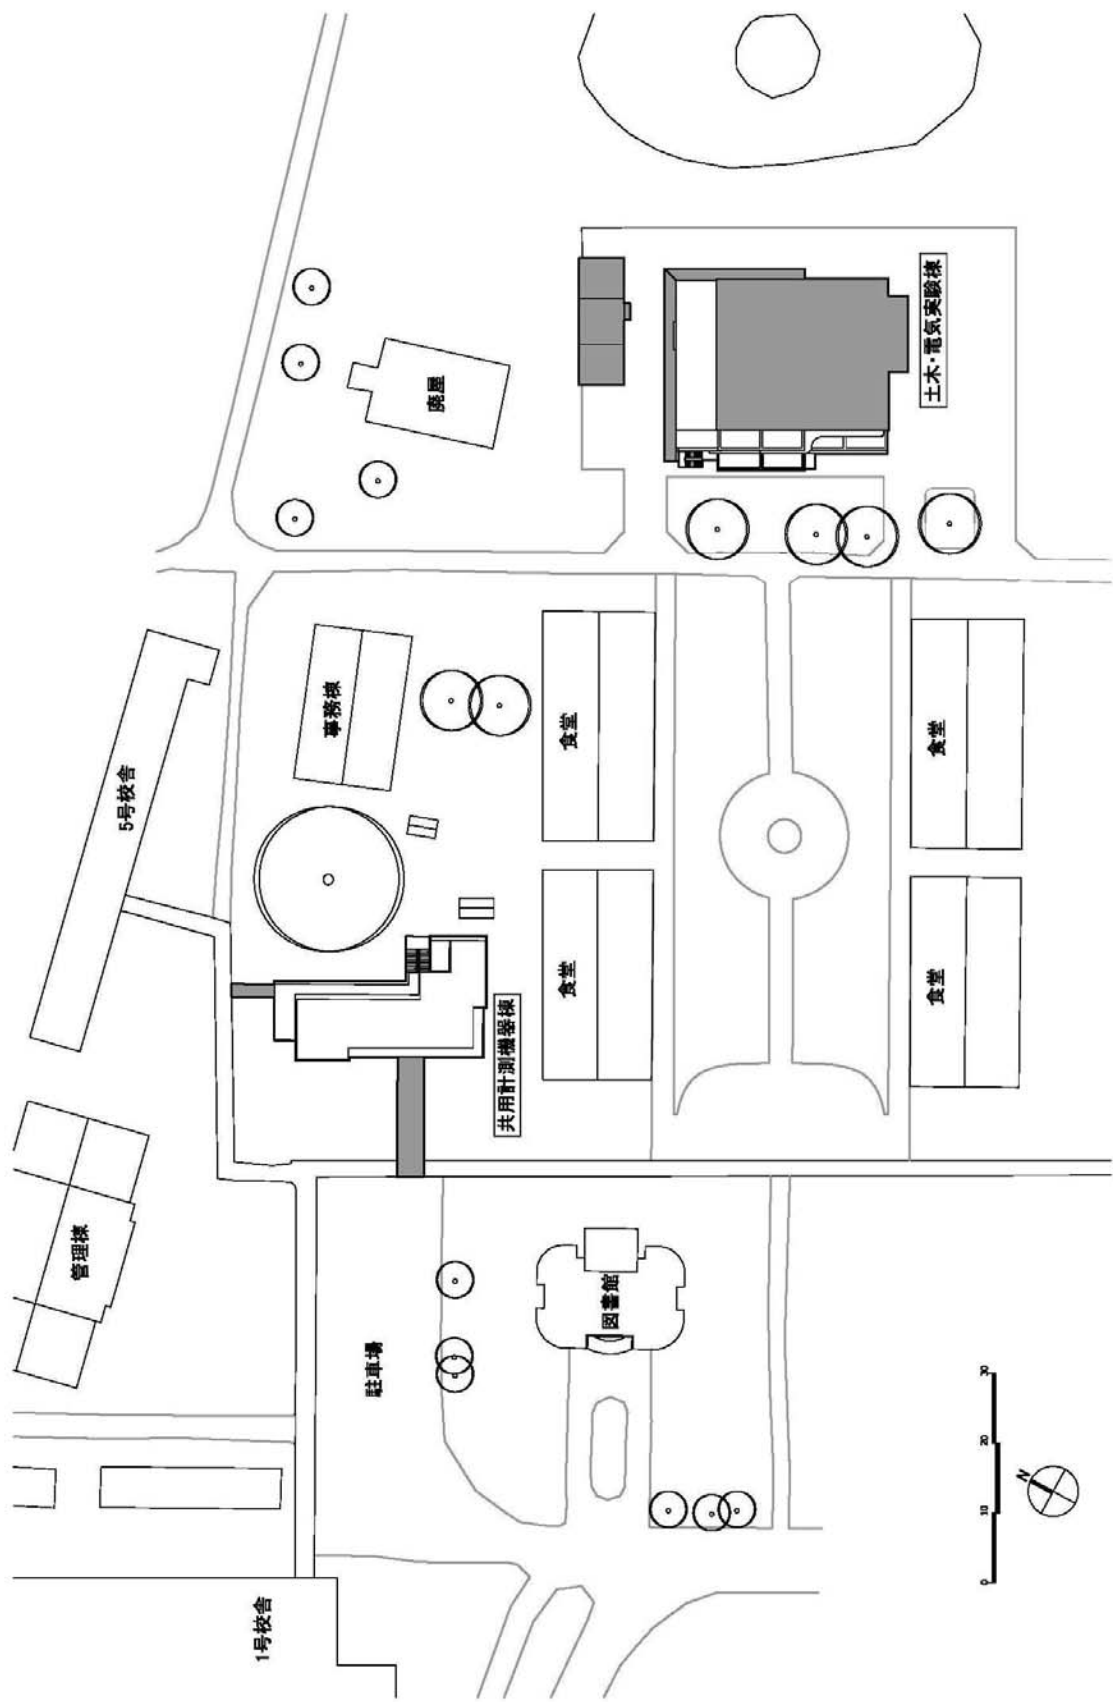 1号校舎
管理棟
5号校舎
駐車場
図書館
共用計測機器棟
事務棟
廃屋
食堂
食堂
食堂
食堂
土木・電気実験棟
0 10 20 30
N